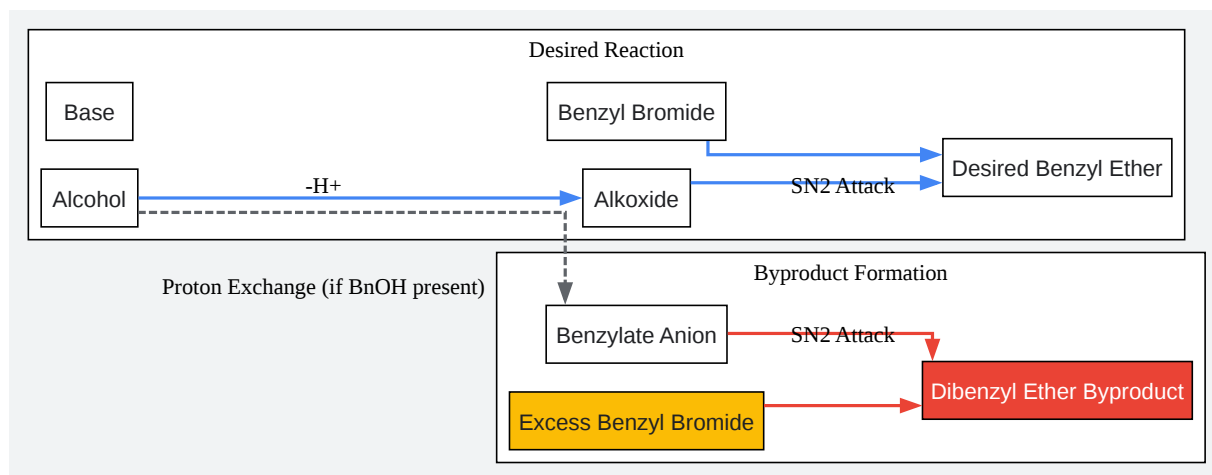 Desired Reaction
Base
Benzyl Bromide
Desired Benzyl Ether
Alcohol
-H+
Alkoxide
SN2 Attack
Proton Exchange (if BnOH present)
Byproduct Formation
Benzylate Anion
SN2 Attack
Dibenzyl Ether Byproduct
Excess Benzyl Bromide